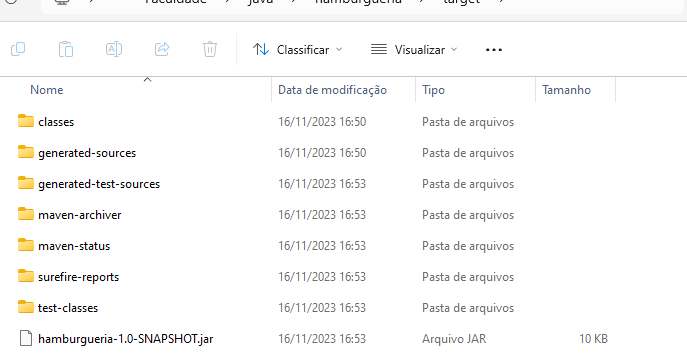 Faculdade > java > hamburgueria > target >
Classificar Visualizar
Nome Data de modificação Tipo Tamanho
classes 16/11/2023 16:50 Pasta de arquivos
generated-sources 16/11/2023 16:50 Pasta de arquivos
generated-test-sources 16/11/2023 16:53 Pasta de arquivos
maven-archiver 16/11/2023 16:53 Pasta de arquivos
maven-status 16/11/2023 16:53 Pasta de arquivos
surefire-reports 16/11/2023 16:53 Pasta de arquivos
test-classes 16/11/2023 16:53 Pasta de arquivos
hamburgueria-1.0-SNAPSHOT.jar 16/11/2023 16:53 Arquivo JAR 10 KB